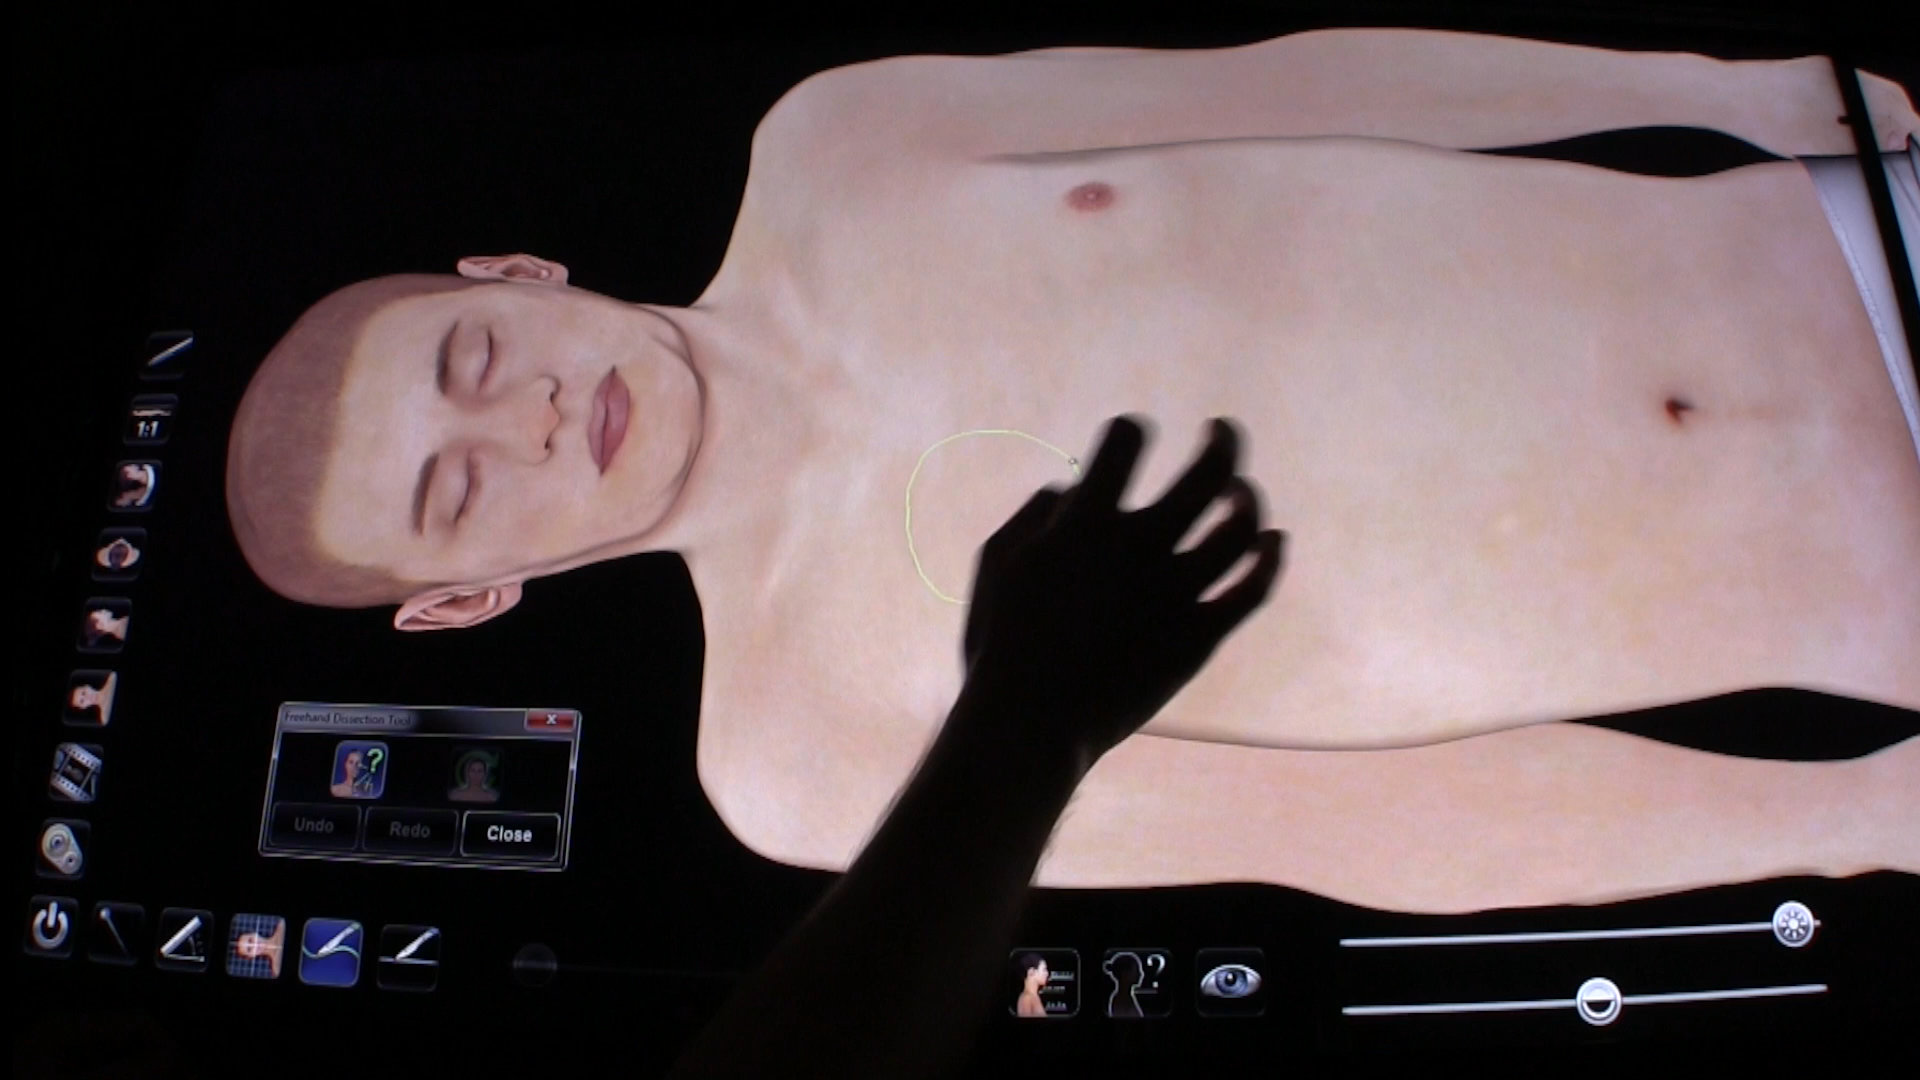 1:1
Freehand Dissection Tool
X
?
Undo
Redo
Close
?